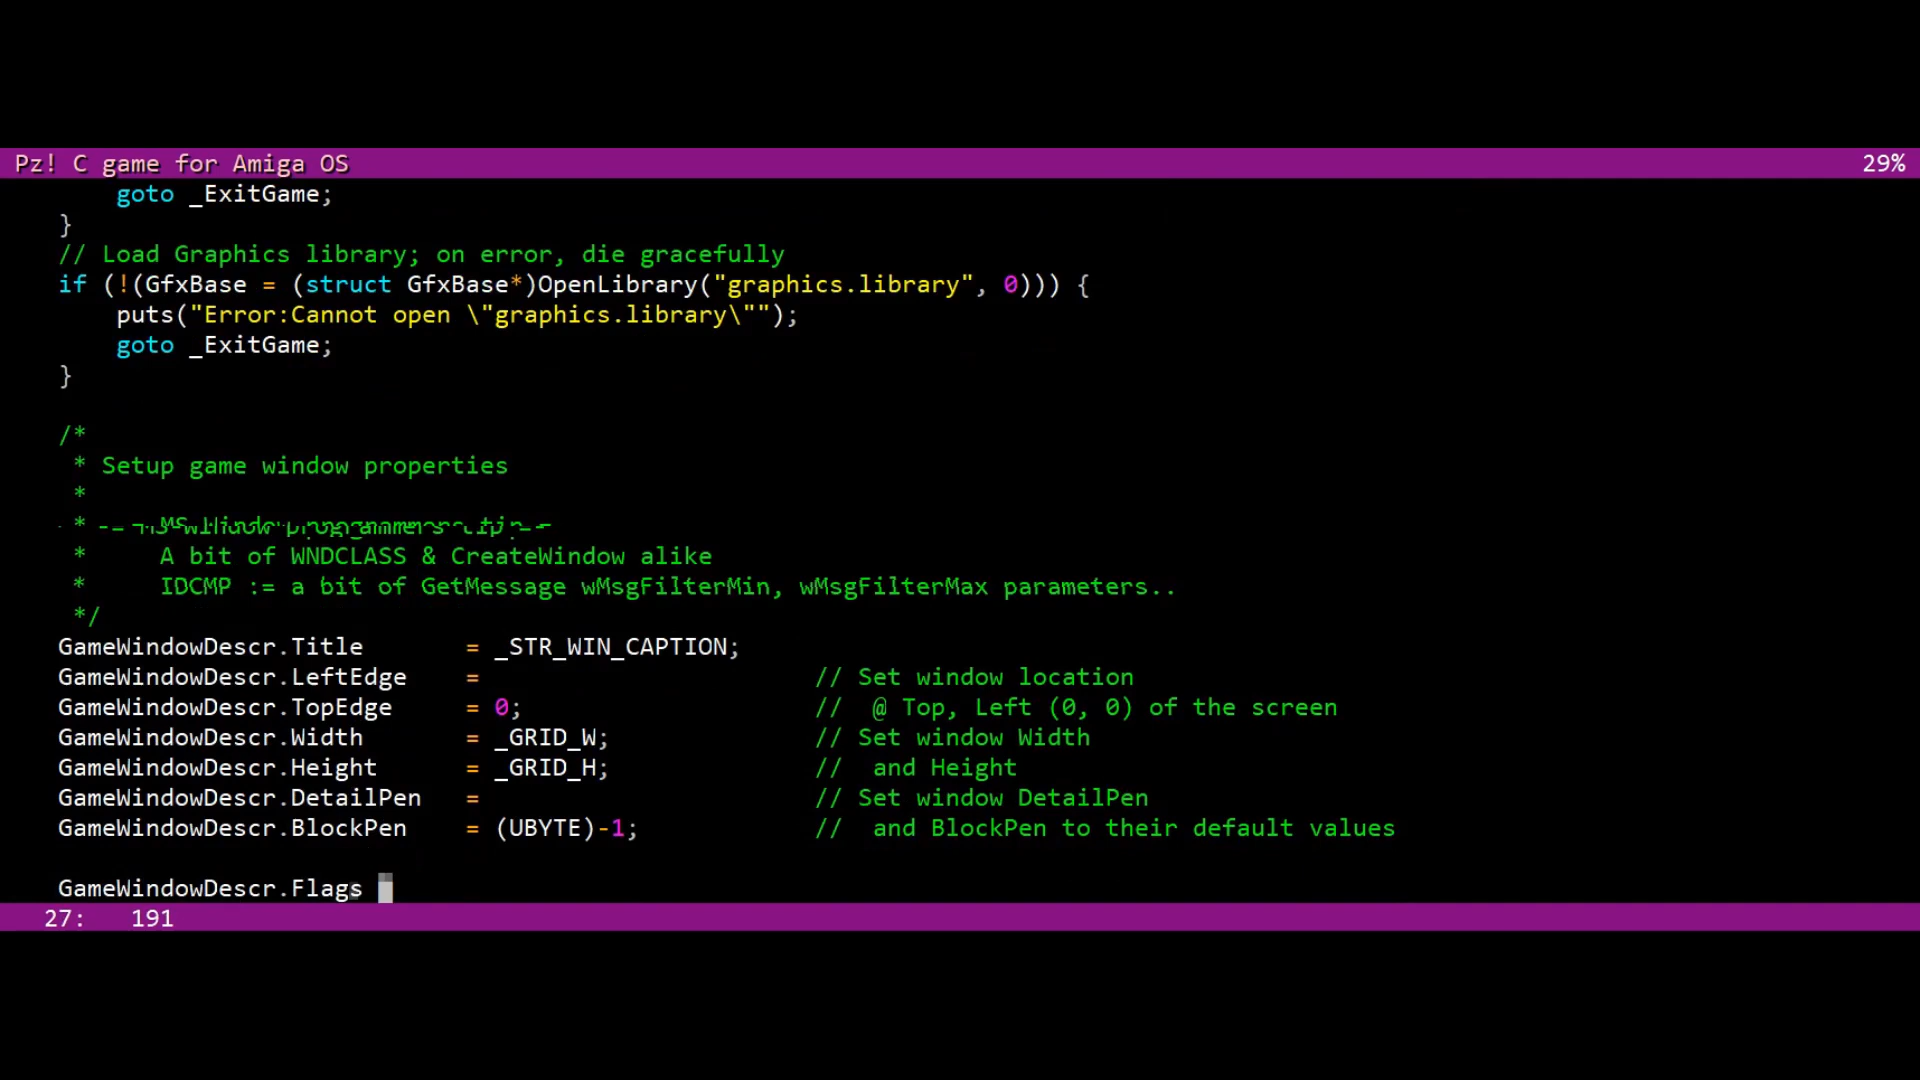 Pz! C game for Amiga OS 29%
goto _ExitGame;
}
// Load Graphics library; on error, die gracefully
if (!(GfxBase = (struct GfxBase*)OpenLibrary("graphics.library", 0))) {
puts("Error:Cannot open \"graphics.library\"");
goto _ExitGame;
}
/*
* Setup game window properties
*
*
* A bit of WNDCLASS & CreateWindow alike
* IDCMP := a bit of GetMessage wMsgFilterMin, wMsgFilterMax parameters..
*/
GameWindowDescr.Title = _STR_WIN_CAPTION;
GameWindowDescr.LeftEdge = // Set window location
GameWindowDescr.TopEdge = 0; // @ Top, Left (0, 0) of the screen
GameWindowDescr.Width = _GRID_W; // Set window Width
GameWindowDescr.Height = _GRID_H; // and Height
GameWindowDescr.DetailPen = // Set window DetailPen
GameWindowDescr.BlockPen = (UBYTE)-1; // and BlockPen to their default values
GameWindowDescr.Flags
27: 191